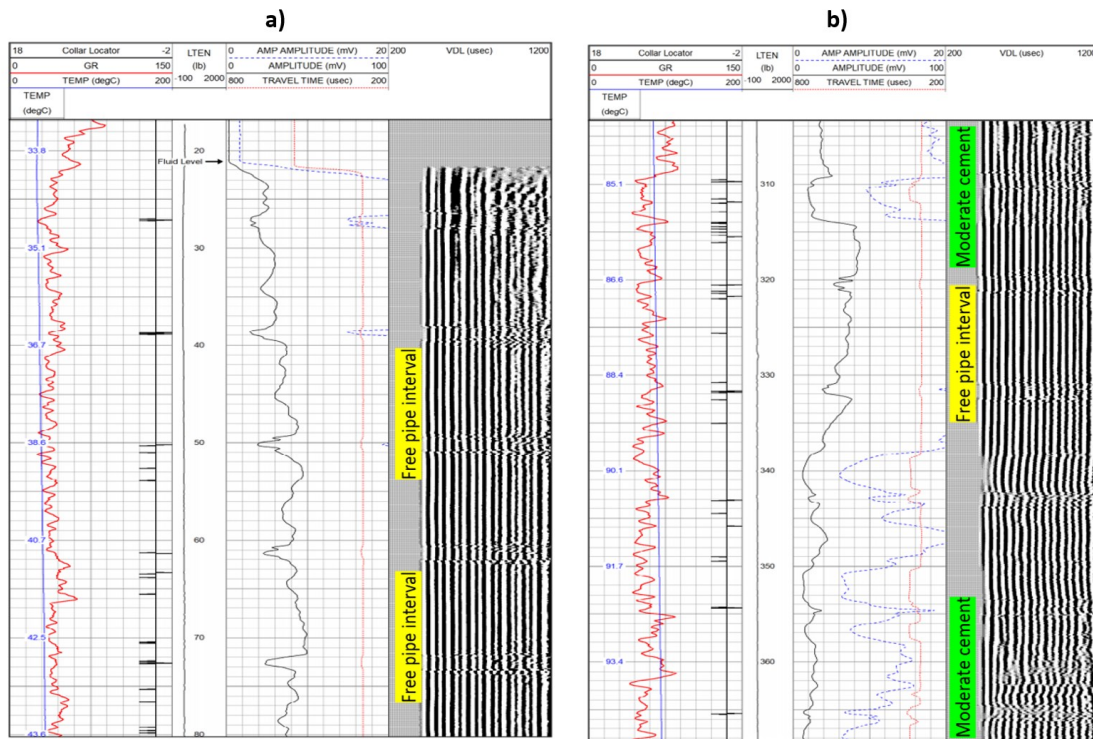 a)
18 Collar Locator -2
0 GR 150
0 TEMP (degC) 200
TEMP
(degC)
LTEN
(lb)
-100 2000
0 AMP AMPLITUDE (mV) 20
0 AMPLITUDE (mV) 100
800 TRAVEL TIME (usec) 200
200 VDL (usec) 1200
33.8
35.1
36.7
38.6
40.7
42.5
43.6
20
Fluid Level
30
40
50
60
70
80
Free pipe interval
Free pipe interval
b)
18 Collar Locator -2
0 GR 150
0 TEMP (degC) 200
TEMP
(degC)
LTEN
(lb)
-100 2000
0 AMP AMPLITUDE (mV) 20
0 AMPLITUDE (mV) 100
800 TRAVEL TIME (usec) 200
200 VDL (usec) 1200
85.1
86.6
88.4
90.1
91.7
93.4
310
320
330
340
350
360
Moderate cement
Free pipe interval
Moderate cement